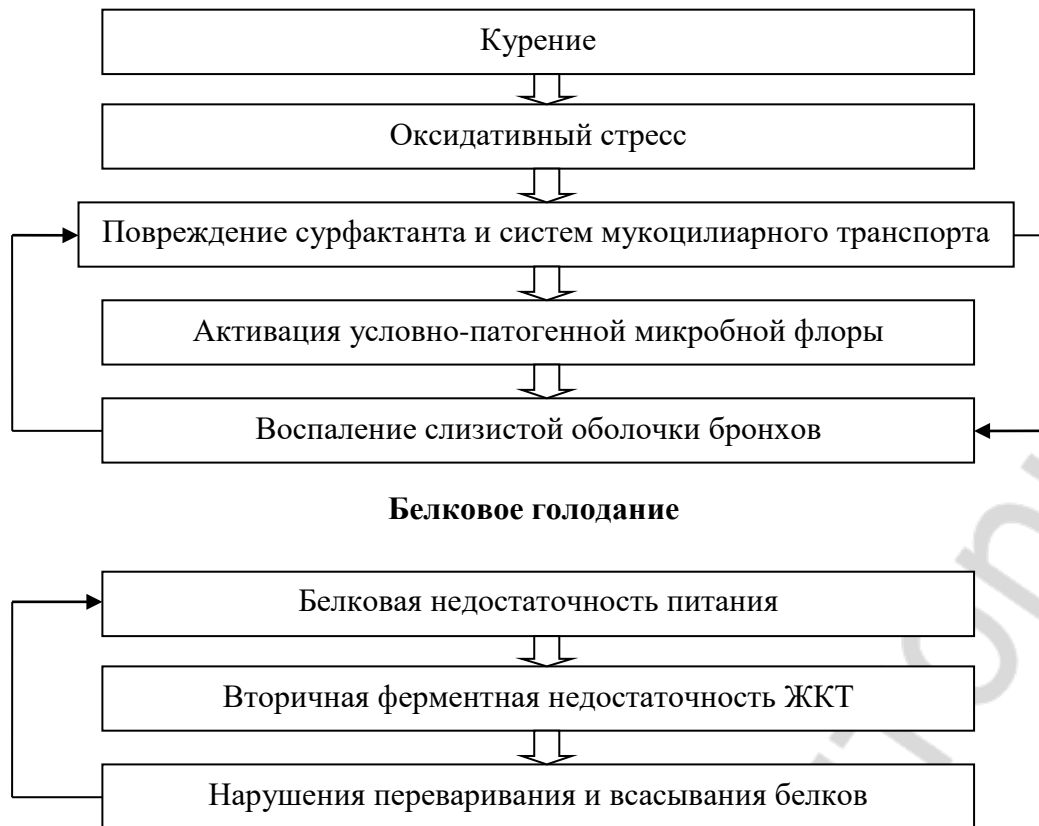 Курение
Оксидативный стресс
Повреждение сурфактанта и систем мукоцилиарного транспорта
Активация условно-патогенной микробной флоры
Воспаление слизистой оболочки бронхов
Белковое голодание
Белковая недостаточность питания
Вторичная ферментная недостаточность ЖКТ
Нарушения переваривания и всасывания белков